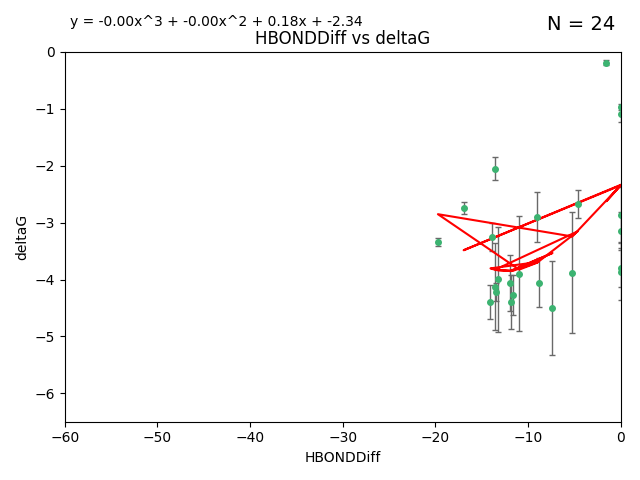 y = -0.00x^3 + -0.00x^2 + 0.18x + -2.34
N = 24
HBONDDiff vs deltaG
0
−1
−2
−3
−4
−5
−6
deltaG
−60 −50 −40 −30 −20 −10 0
HBONDDiff